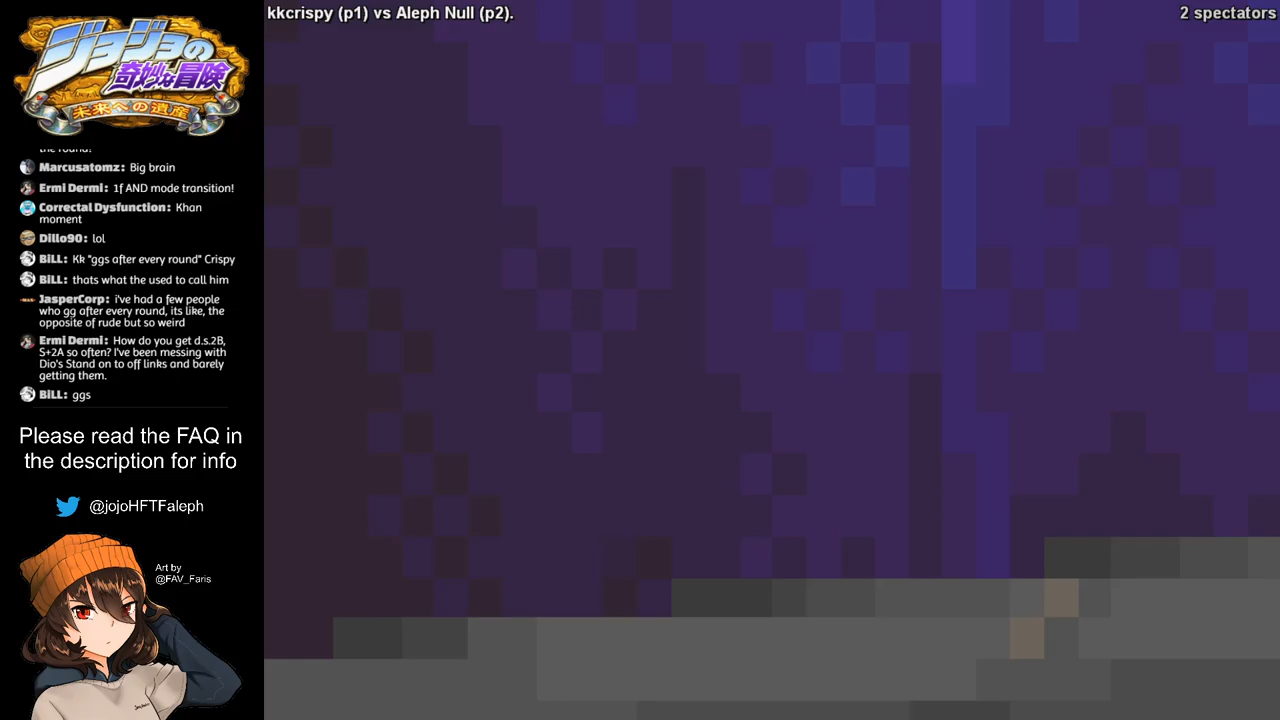 kkcrispy (p1) vs Aleph Null (p2).
2 spectators
ジョジョの
奇妙な冒険
未来への遺産
the round!
Marcusatomz: Big brain
Ermi Dermi: 1f AND mode transition!
Correctal Dysfunction: Khan
moment
Dillo90: lol
BiLL: Kk "ggs after every round" Crispy
BiLL: thats what the used to call him
JasperCorp: i've had a few people
who gg after every round, its like, the
opposite of rude but so weird
Ermi Dermi: How do you get d.s.2B,
S+2A so often? I've been messing with
Dio's Stand on to off links and barely
getting them.
BiLL: ggs
Please read the FAQ in
the description for info
@jojoHFTFaleph
Art by
@FAV_Faris